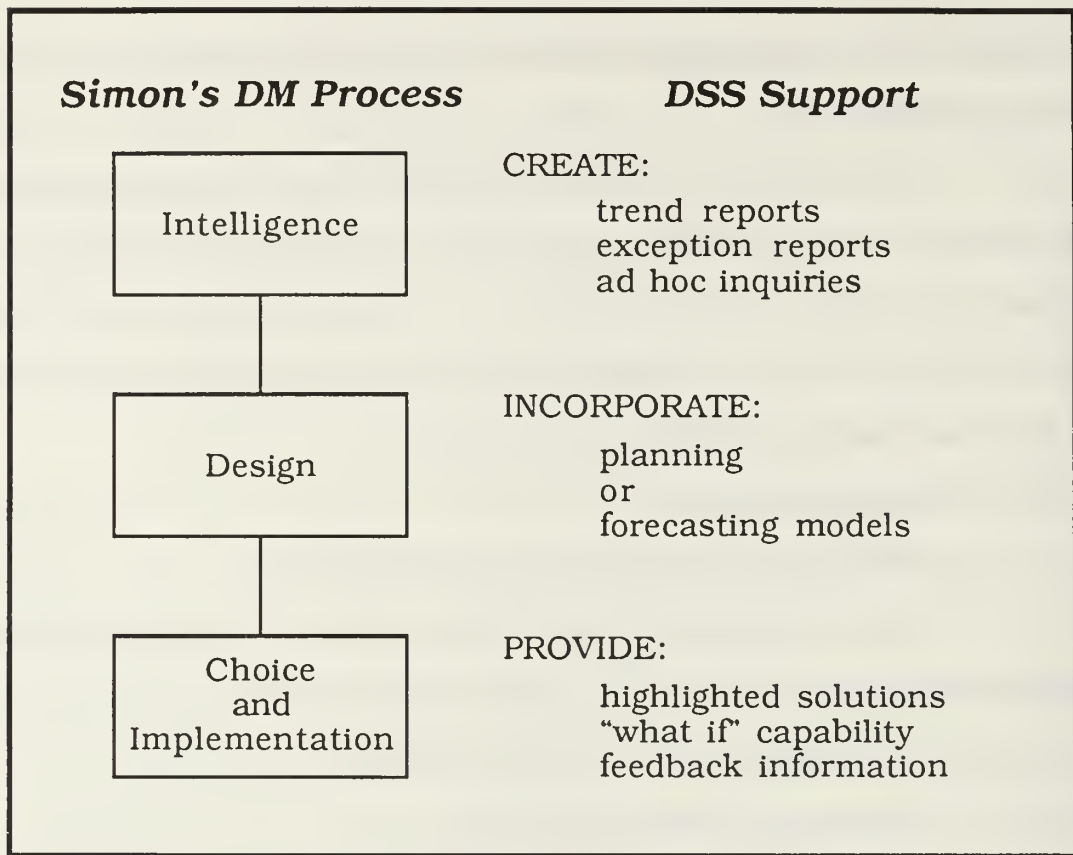 Simon's DM Process
DSS Support
Intelligence
CREATE:
trend reports
exception reports
ad hoc inquiries
Design
INCORPORATE:
planning
or
forecasting models
Choice
and
Implementation
PROVIDE:
highlighted solutions
“what if” capability
feedback information